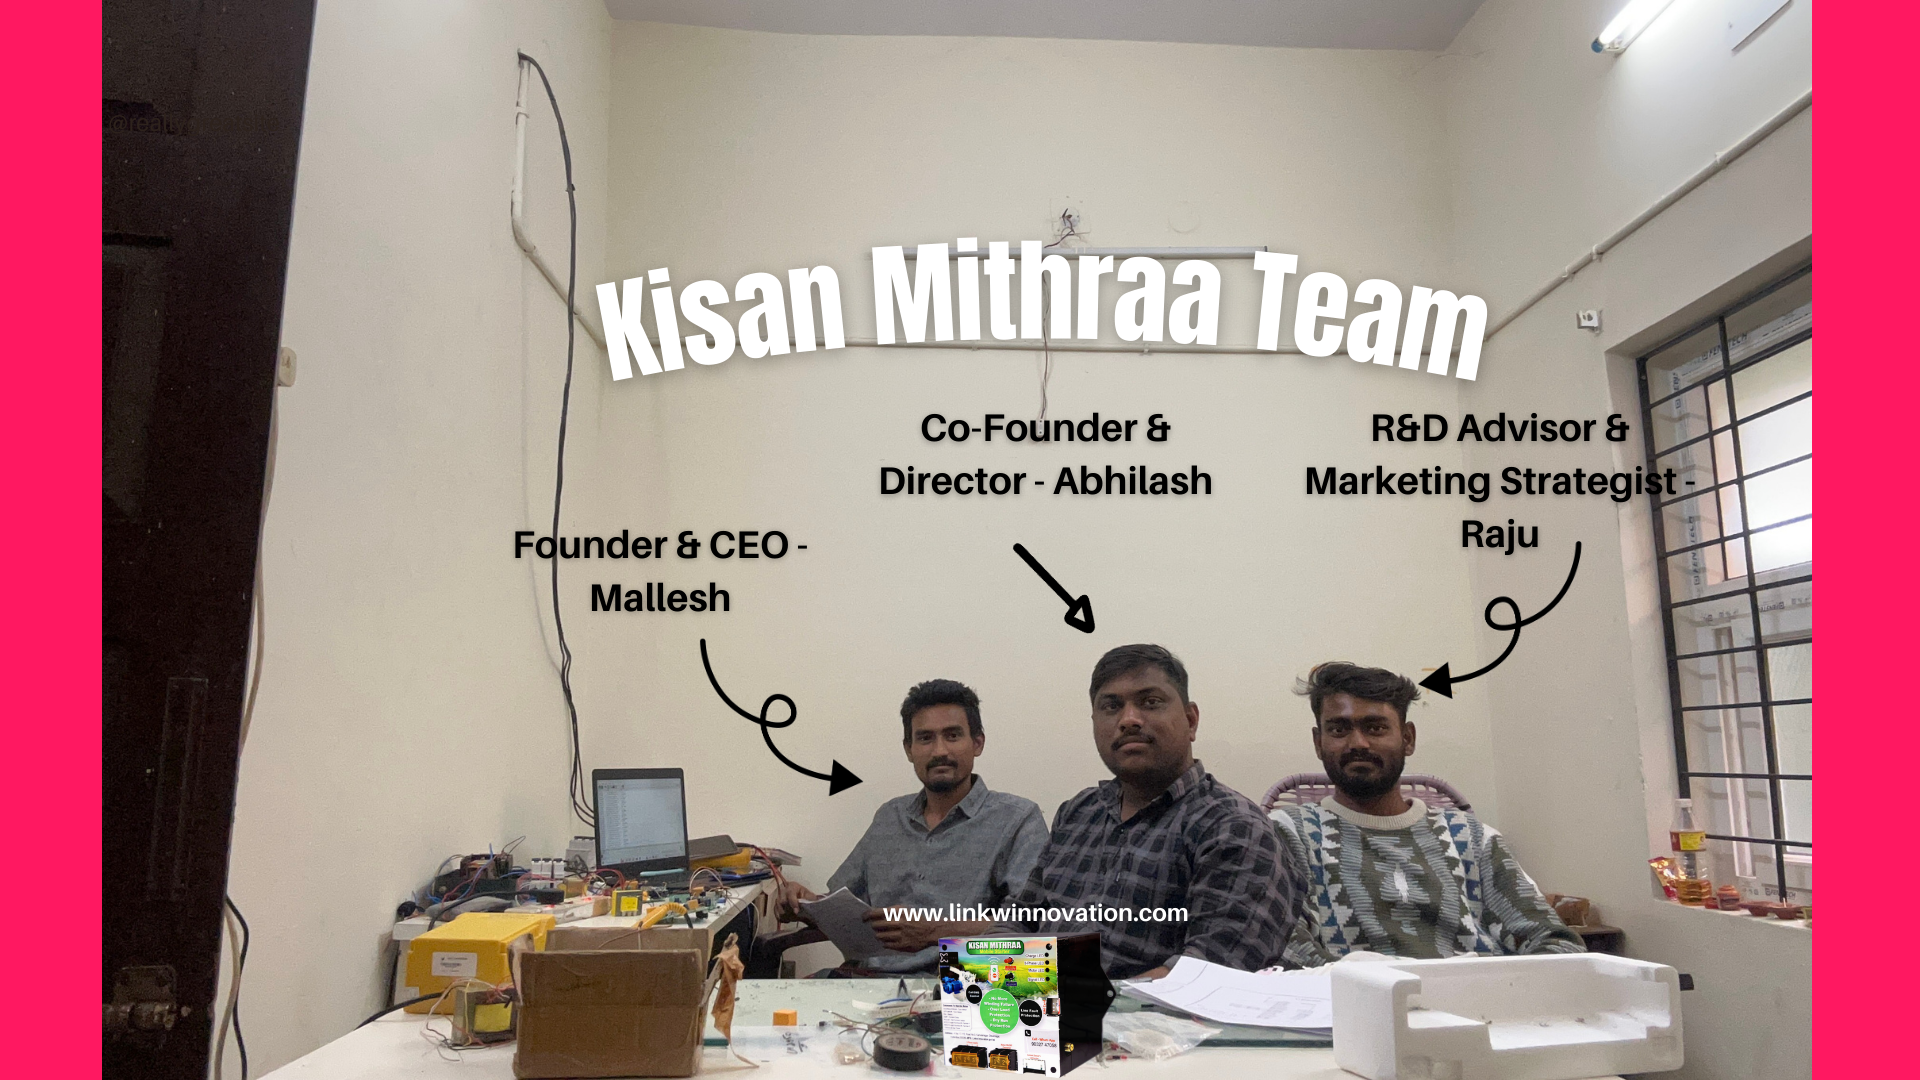 Kisan Mithraa Team
Co-Founder &
Director - Abhilash
R&D Advisor &
Marketing Strategist -
Raju
Founder & CEO -
Mallesh
www.linkwinnovation.com
KISAN MITHRAA